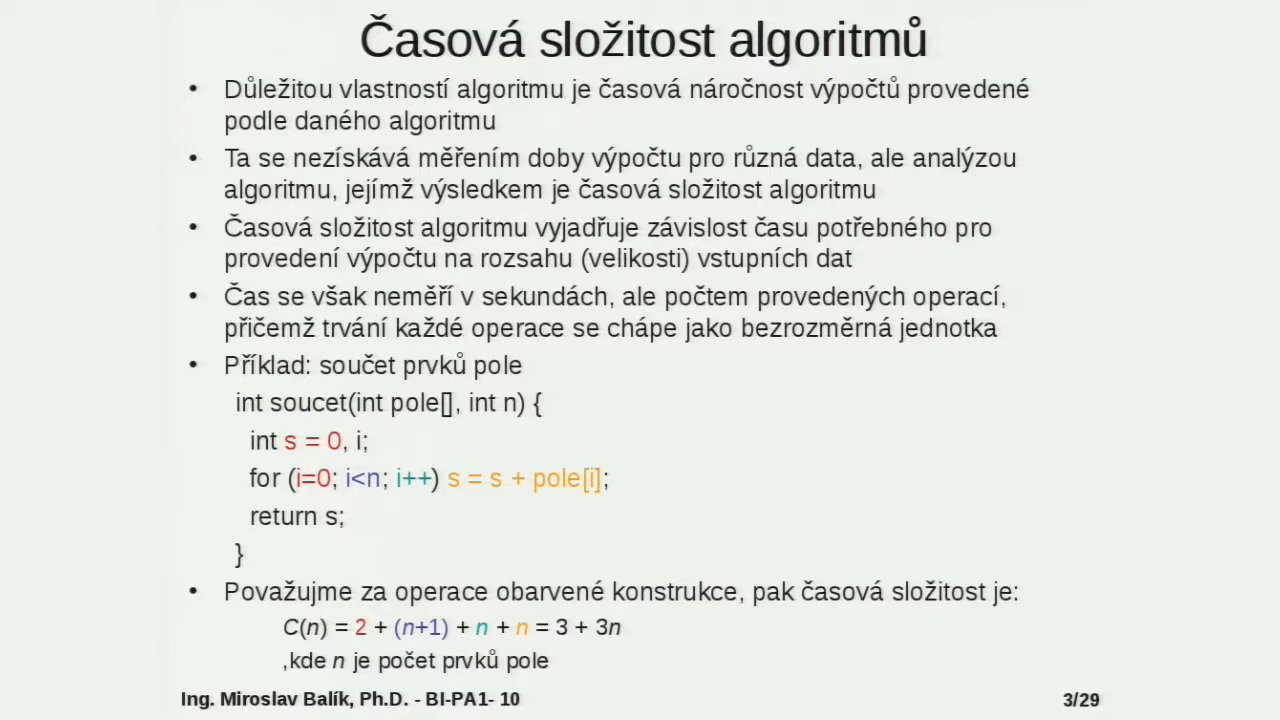 Časová složitost algoritmů
• Důležitou vlastností algoritmu je časová náročnost výpočtů provedené
podle daného algoritmu
• Ta se nezískává měřením doby výpočtu pro různá data, ale analýzou
algoritmu, jejímž výsledkem je časová složitost algoritmu
• Časová složitost algoritmu vyjadřuje závislost času potřebného pro
provedení výpočtu na rozsahu (velikosti) vstupních dat
• Čas se však neměří v sekundách, ale počtem provedených operací,
přičemž trvání každé operace se chápe jako bezrozměrná jednotka
• Příklad: součet prvků pole
int soucet(int pole[], int n) {
int s = 0, i;
for (i=0; i<n; i++) s = s + pole[i];
return s;
}
• Považujme za operace obarvené konstrukce, pak časová složitost je:
C(n) = 2 + (n+1) + n + n = 3 + 3n
,kde n je počet prvků pole
Ing. Miroslav Balík, Ph.D. - BI-PA1- 10
3/29